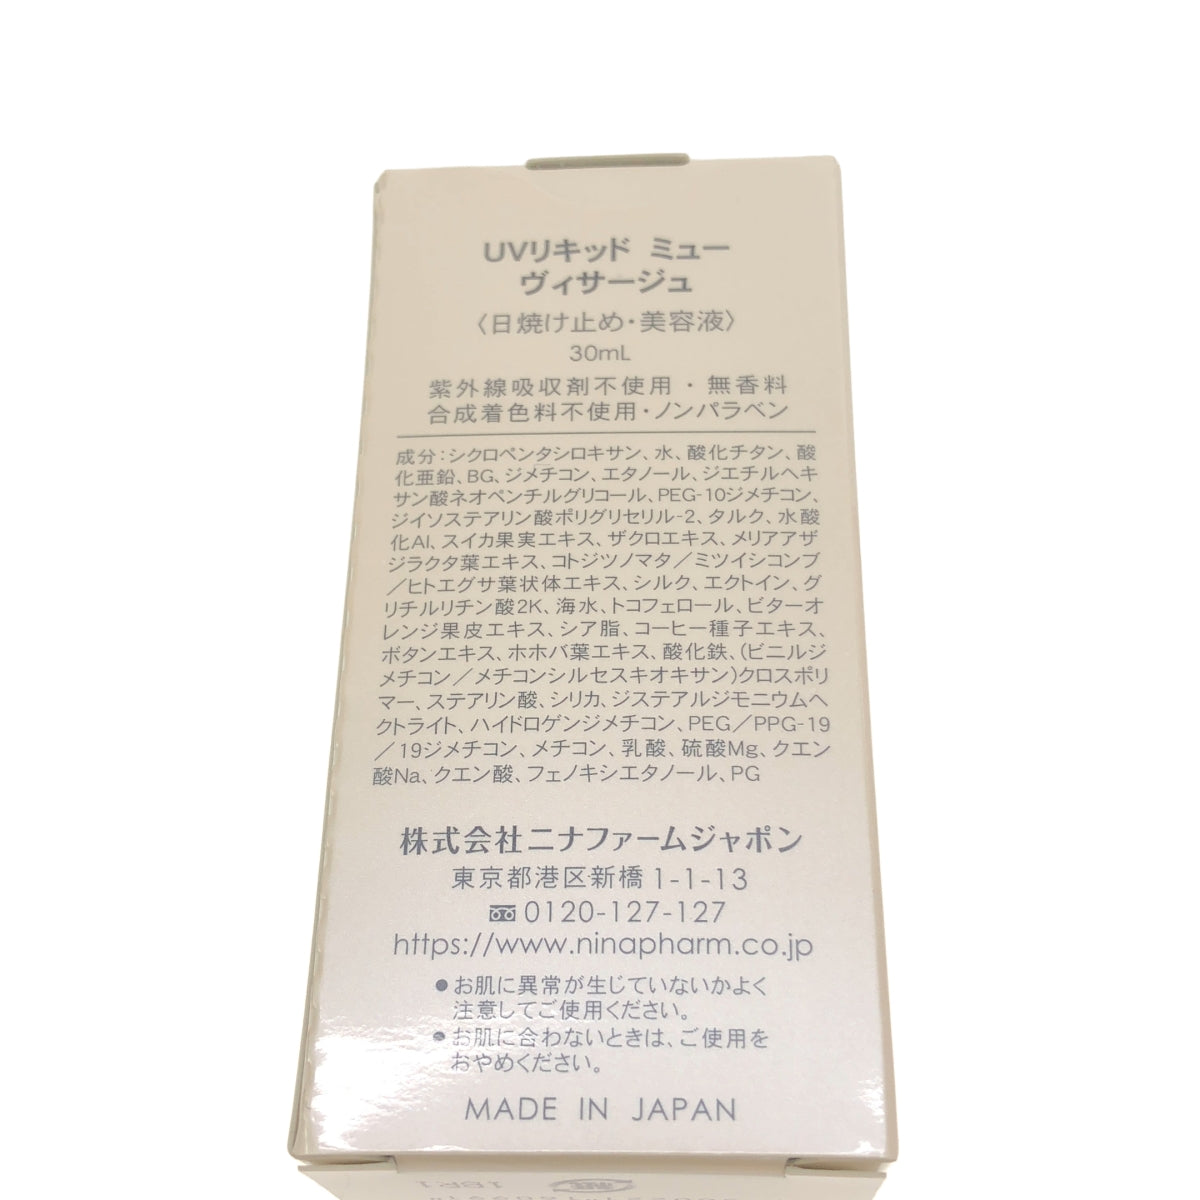 UVリキッド ミュー
ヴィサージュ
〈日焼け止め・美容液〉
30mL
紫外線吸収剤不使用・無香料
合成着色料不使用・ノンパラベン
成分：シクロペンタシロキサン、水、酸化チタン、酸
化亜鉛、BG、ジメチコン、エタノール、ジエチルヘキ
サン酸ネオペンチルグリコール、PEG-10ジメチコン、
ジイソステアリン酸ポリグリセリル-2、タルク、水酸
化Al、スイカ果実エキス、ザクロエキス、メリアアザ
ジラクタ葉エキス、コトジツノマタ／ミツイシコンブ
／ヒトエグサ葉状体エキス、シルク、エクトイン、グ
リチルリチン酸2K、海水、トコフェロール、ビターオ
レンジ果皮エキス、シア脂、コーヒー種子エキス、
ボタンエキス、ホホバ葉エキス、酸化鉄、(ビニルジ
メチコン／メチコンシルセスキオキサン)クロスポリ
マー、ステアリン酸、シリカ、ジステアルジモニウムヘ
クトライト、ハイドロゲンジメチコン、PEG／PPG-19
／19ジメチコン、メチコン、乳酸、硫酸Mg、クエン
酸Na、クエン酸、フェノキシエタノール、PG
株式会社ニナファームジャポン
東京都港区新橋1-1-13
0120-127-127
https://www.ninapharm.co.jp
●お肌に異常が生じていないかよく
注意してご使用ください。
●お肌に合わないときは、ご使用を
おやめください。
MADE IN JAPAN